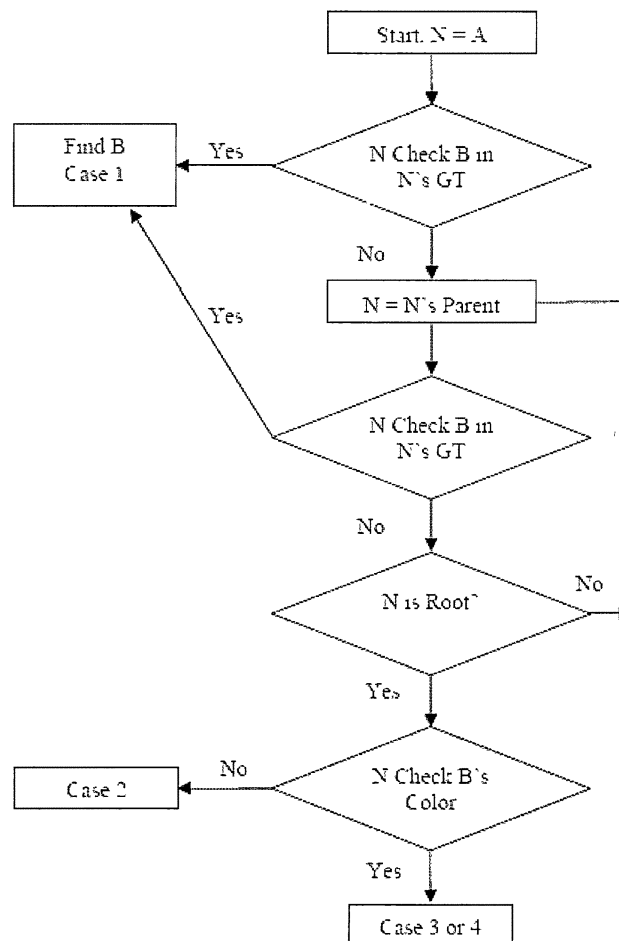 Start. N = A
N Check B in
N`s GT
Yes
Find B
Case 1
No
N = N`s Parent
Yes
N Check B in
N`s GT
No
N is Root?
No
Yes
N Check B`s
Color
No
Case 2
Yes
Case 3 or 4